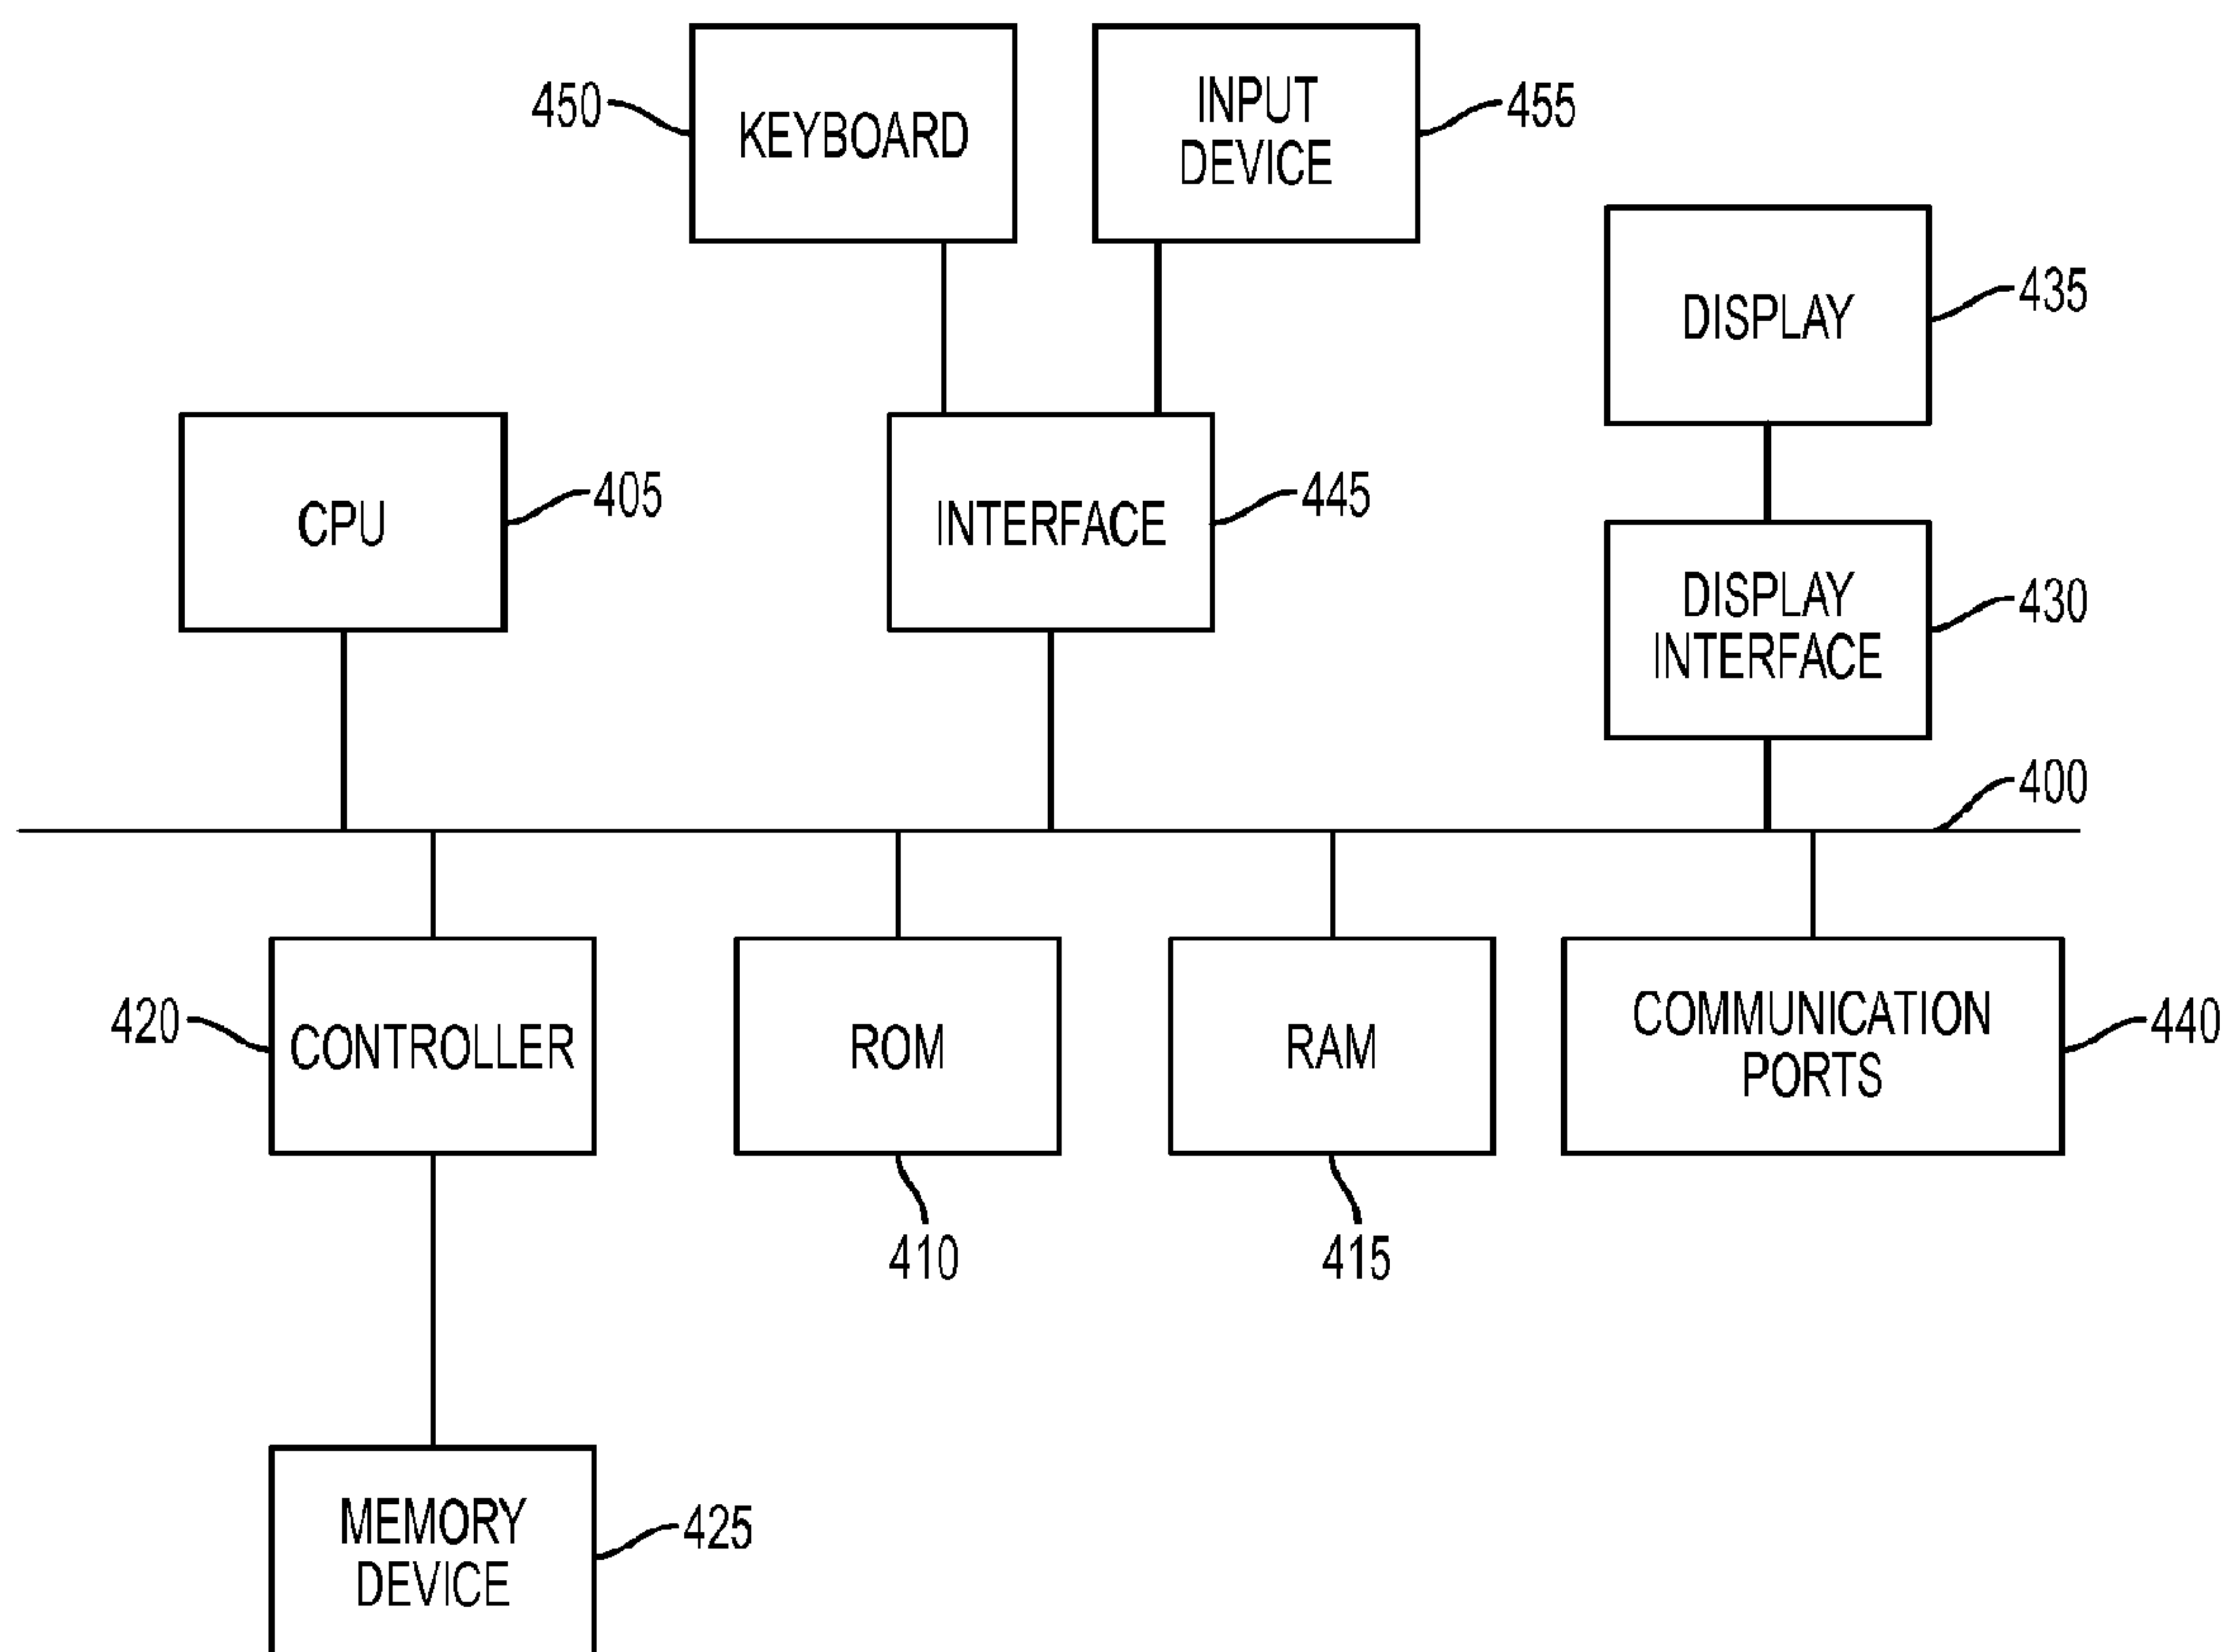 450
KEYBOARD
INPUT
DEVICE
455
DISPLAY
435
CPU
405
INTERFACE
445
DISPLAY
INTERFACE
430
400
420
CONTROLLER
ROM
RAM
COMMUNICATION
PORTS
440
410
415
MEMORY
DEVICE
425